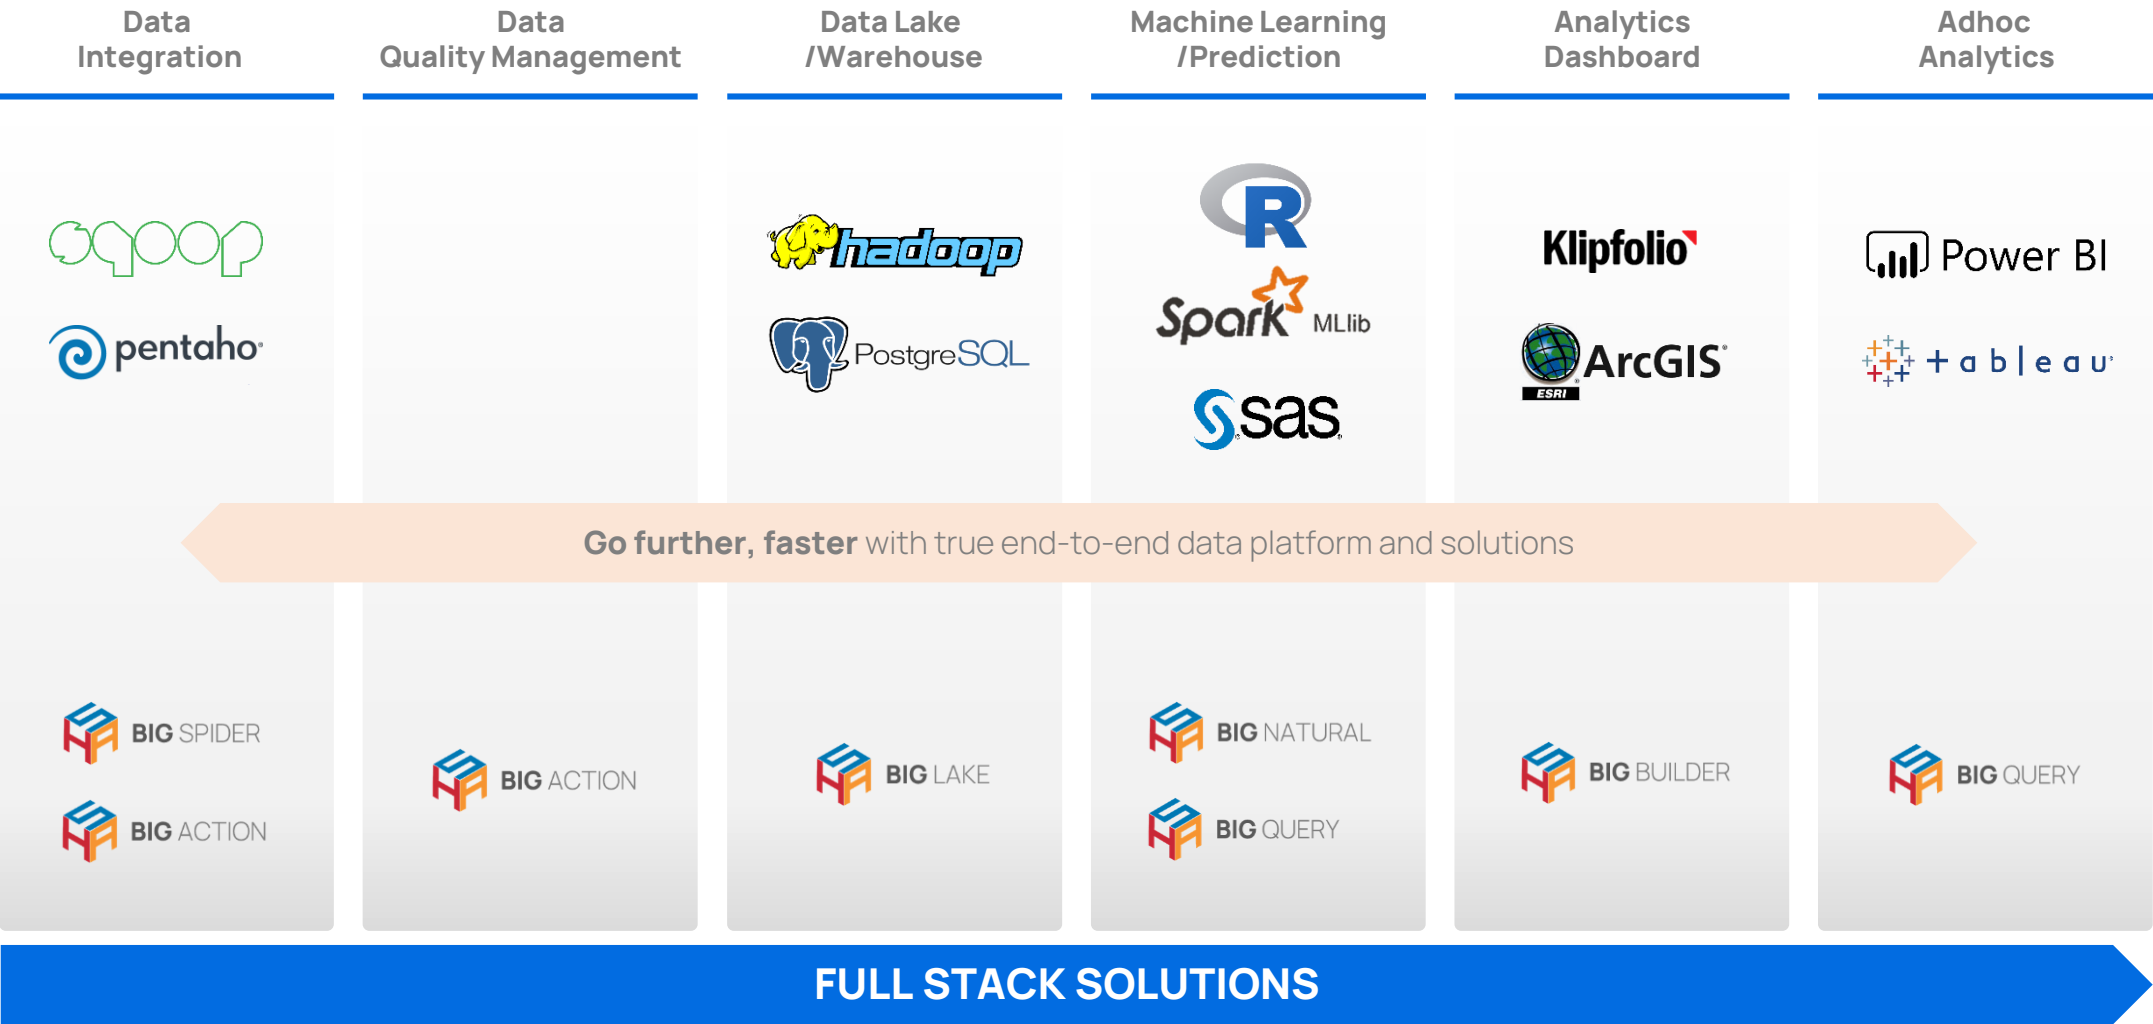 Data
Integration
Data
Quality Management
Data Lake
/Warehouse
Machine Learning
/Prediction
Analytics
Dashboard
Adhoc
Analytics
sqoop
pentaho
hadoop
PostgreSQL
R
Spark MLlib
sas
Klipfolio
ArcGIS
ESRI
Power BI
+ableau
Go further, faster with true end-to-end data platform and solutions
BIG SPIDER
BIG ACTION
BIG ACTION
BIG LAKE
BIG NATURAL
BIG QUERY
BIG BUILDER
BIG QUERY
FULL STACK SOLUTIONS